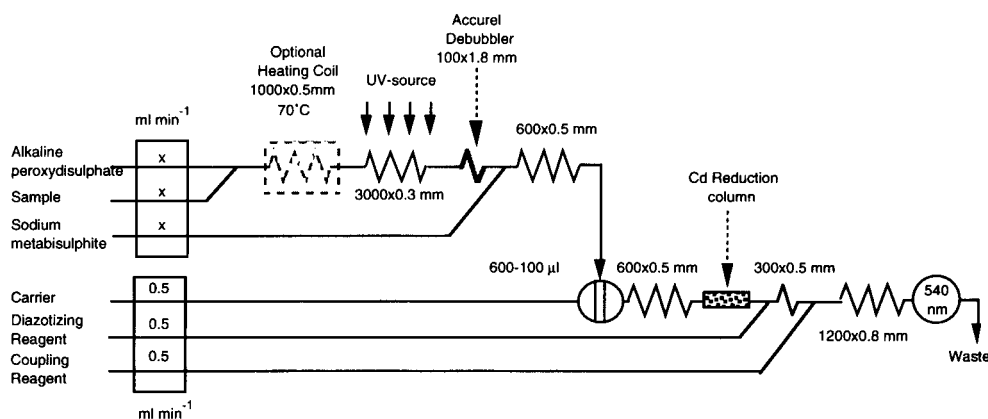 Accurel
Debubbler
100x1.8 mm
Optional
Heating Coil
1000x0.5mm
70°C
UV-source
ml min-1
600x0.5 mm
Alkaline
peroxydisulphate
x
Sample
x
3000x0.3 mm
Sodium
metabisulphite
x
Cd Reduction
column
600-100 µl
600x0.5 mm
300x0.5 mm
Carrier
0.5
540
nm
Diazotizing
Reagent
0.5
1200x0.8 mm
Coupling
Reagent
0.5
Waste
ml min-1